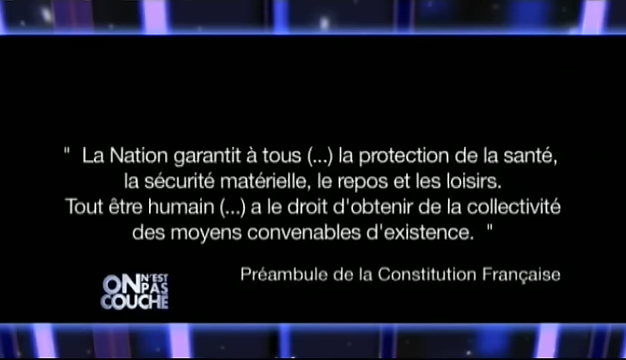 " La Nation garantit à tous (...) la protection de la santé,
la sécurité matérielle, le repos et les loisirs.
Tout être humain (...) a le droit d'obtenir de la collectivité
des moyens convenables d'existence. "
Préambule de la Constitution Française
ON N'EST
PAS
COUCHÉ